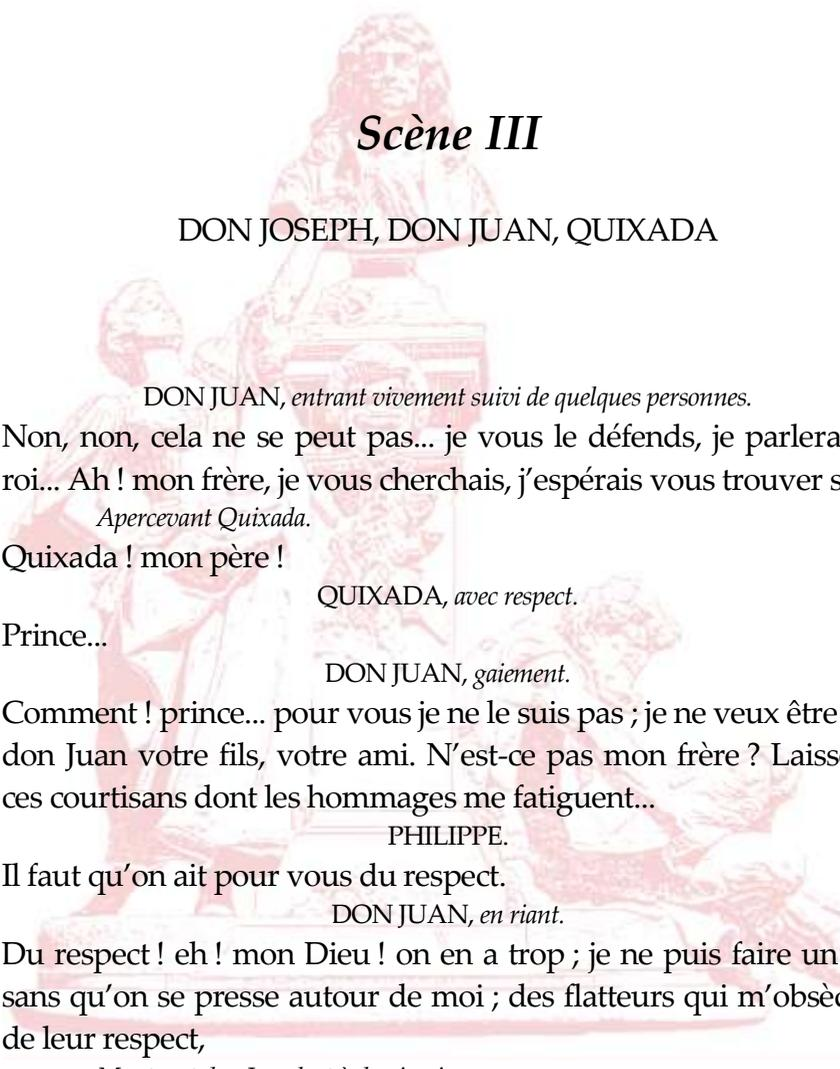 Scène III
DON JOSEPH, DON JUAN, QUIXADA
DON JUAN, entrant vivement suivi de quelques personnes.
Non, non, cela ne se peut pas... je vous le défends, je parlera
roi... Ah ! mon frère, je vous cherchais, j’espérais vous trouver s
Apercevant Quixada.
Quixada ! mon père !
QUIXADA, avec respect.
Prince...
DON JUAN, gaiement.
Comment ! prince... pour vous je ne le suis pas ; je ne veux être
don Juan votre fils, votre ami. N’est-ce pas mon frère ? Laiss
ces courtisans dont les hommages me fatiguent...
PHILIPPE.
Il faut qu’on ait pour vous du respect.
DON JUAN, en riant.
Du respect ! eh ! mon Dieu ! on en a trop ; je ne puis faire un
sans qu’on se presse autour de moi ; des flatteurs qui m’obsèd
de leur respect,